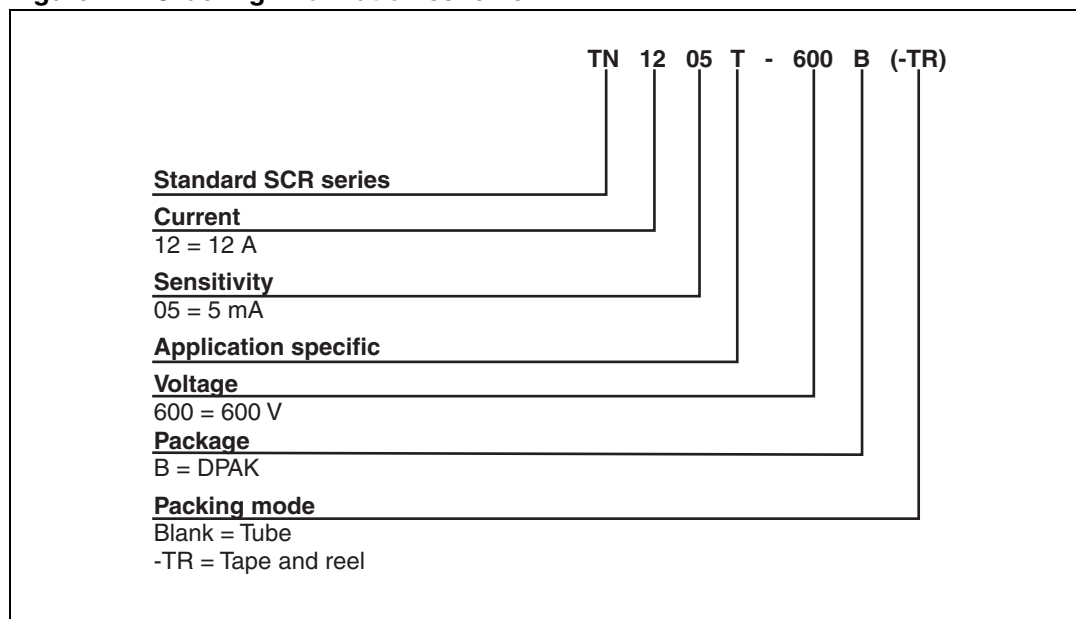 TN 12 05 T - 600 B (-TR)
Standard SCR series
Current
12 = 12 A
Sensitivity
05 = 5 mA
Application specific
Voltage
600 = 600 V
Package
B = DPAK
Packing mode
Blank = Tube
-TR = Tape and reel